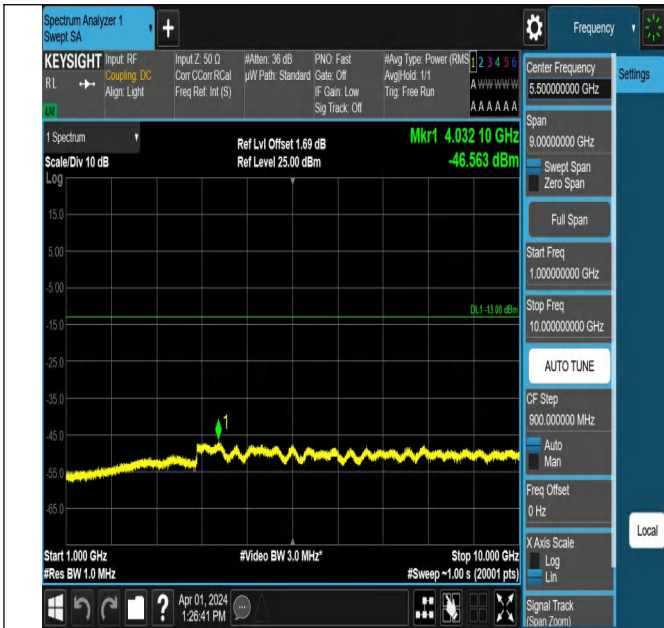 Spectrum Analyzer 1
Swept SA
Frequency
KEYSIGHT
RL
LXI
Input: RF
Coupling: DC
Align: Light
Input Z: 50 Ω
Corr CCorr RCal
Freq Ref: Int (S)
#Atten: 36 dB
µW Path: Standard
PNO: Fast
Gate: Off
IF Gain: Low
Sig Track: Off
#Avg Type: Power (RMS
Avg|Hold: 1/1
Trig: Free Run
1 2 3 4 5 6
A W W W W W
A A A A A A
Center Frequency
5.500000000 GHz
Settings
Span
9.00000000 GHz
Swept Span
Zero Span
Full Span
Start Freq
1.000000000 GHz
Stop Freq
10.000000000 GHz
AUTO TUNE
CF Step
900.000000 MHz
Auto
Man
Freq Offset
0 Hz
X Axis Scale
Log
Lin
Signal Track
(Span Zoom)
Local
1 Spectrum
Scale/Div 10 dB
Ref Lvl Offset 1.69 dB
Ref Level 25.00 dBm
Mkr1 4.032 10 GHz
-46.563 dBm
Log
15.0
5.00
-5.00
DL1 -13.00 dBm
-15.0
-25.0
-35.0
1
-45.0
-55.0
-65.0
Start 1.000 GHz
#Video BW 3.0 MHz*
Stop 10.000 GHz
#Res BW 1.0 MHz
#Sweep ~1.00 s (20001 pts)
?
Apr 01, 2024
1:26:41 PM